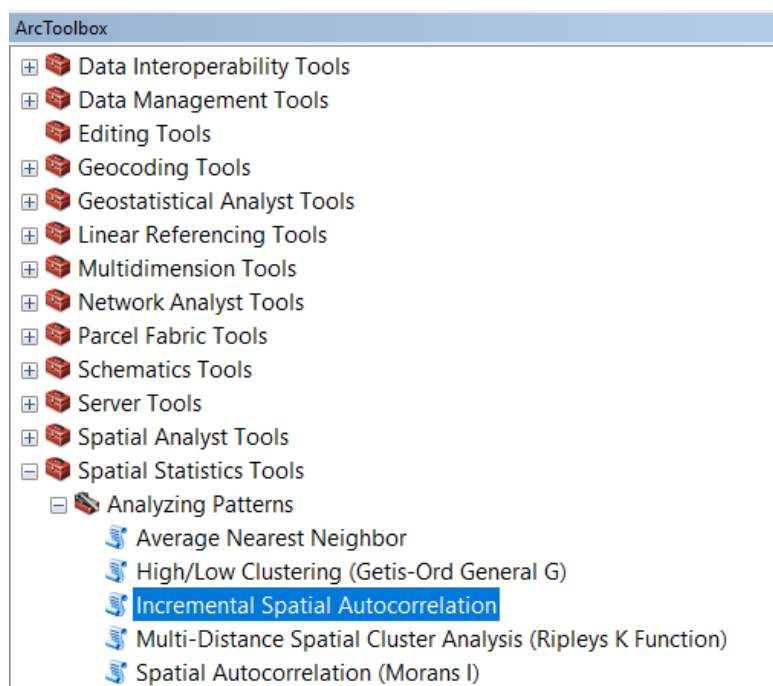 ArcToolbox
Data Interoperability Tools
Data Management Tools
Editing Tools
Geocoding Tools
Geostatistical Analyst Tools
Linear Referencing Tools
Multidimension Tools
Network Analyst Tools
Parcel Fabric Tools
Schematics Tools
Server Tools
Spatial Analyst Tools
Spatial Statistics Tools
Analyzing Patterns
Average Nearest Neighbor
High/Low Clustering (Getis-Ord General G)
Incremental Spatial Autocorrelation
Multi-Distance Spatial Cluster Analysis (Ripleys K Function)
Spatial Autocorrelation (Morans I)